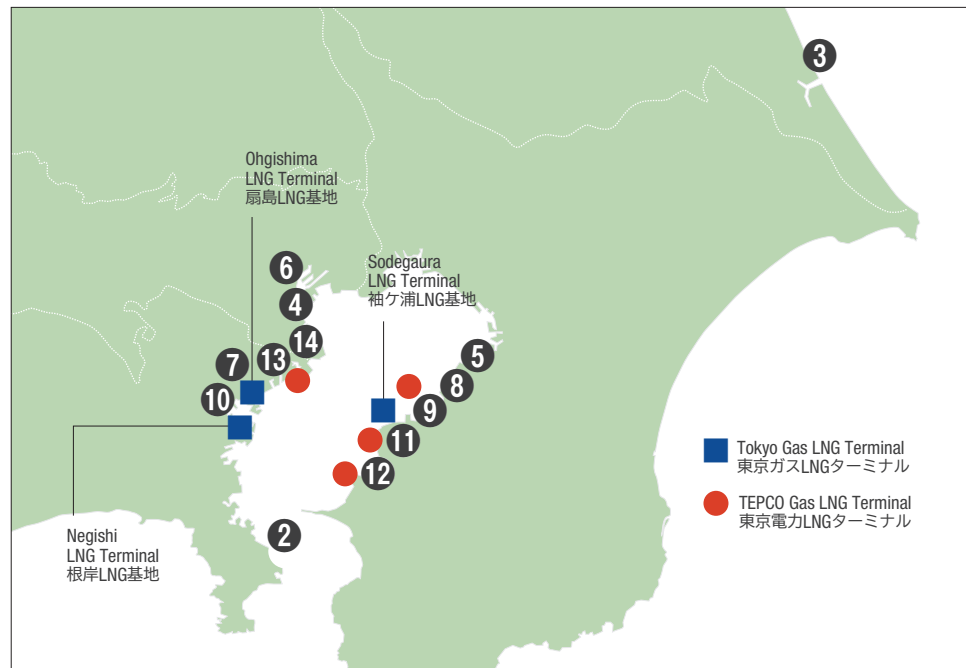 3
Ohgishima
LNG Terminal
扇島LNG基地
Sodegaura
LNG Terminal
袖ケ浦LNG基地
6
4
14
13
7
10
5
8
9
11
12
2
Negishi
LNG Terminal
根岸LNG基地
Tokyo Gas LNG Terminal
東京ガスLNGターミナル
TEPCO Gas LNG Terminal
東京電力LNGターミナル